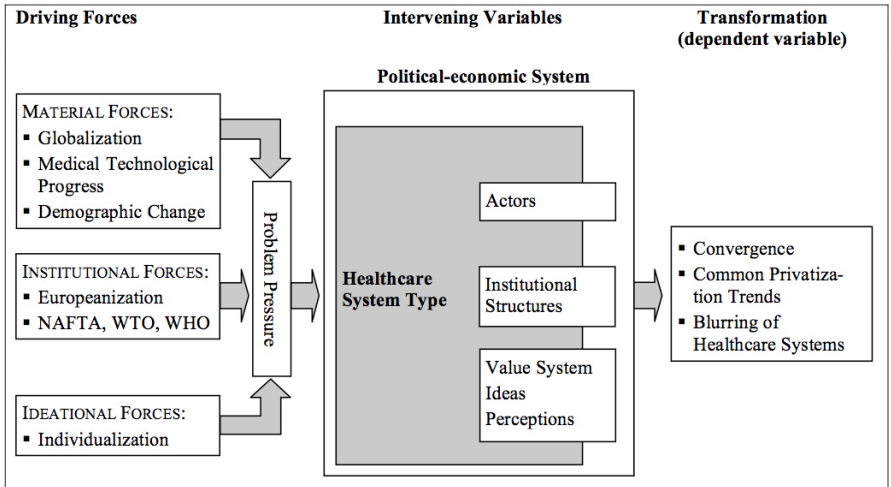 Driving Forces
Intervening Variables
Transformation
(dependent variable)
Political-economic System
MATERIAL FORCES:
▪ Globalization
▪ Medical Technological
Progress
▪ Demographic Change
INSTITUTIONAL FORCES:
▪ Europeanization
▪ NAFTA, WTO, WHO
IDEATIONAL FORCES:
▪ Individualization
Problem Pressure
Healthcare
System Type
Actors
Institutional
Structures
Value System
Ideas
Perceptions
▪ Convergence
▪ Common Privatiza-
tion Trends
▪ Blurring of
Healthcare Systems